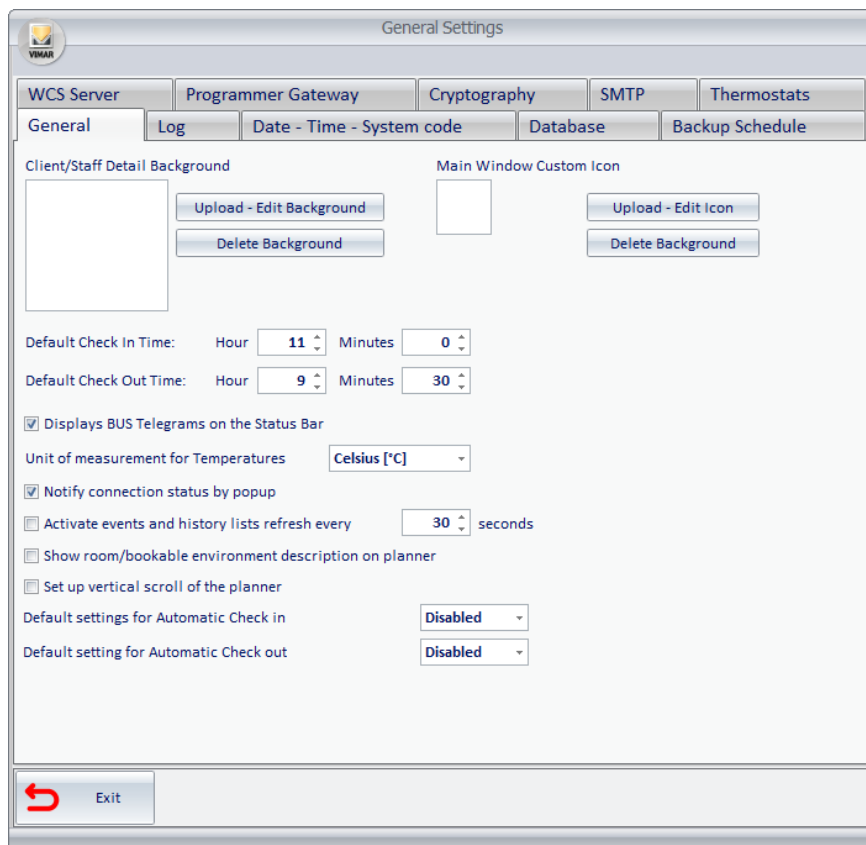 General Settings
VIMAR
WCS Server Programmer Gateway Cryptography SMTP Thermostats
General Log Date - Time - System code Database Backup Schedule
Client/Staff Detail Background Main Window Custom Icon
Upload - Edit Background Upload - Edit Icon
Delete Background Delete Background
Default Check In Time: Hour 11 Minutes 0
Default Check Out Time: Hour 9 Minutes 30
Displays BUS Telegrams on the Status Bar
Unit of measurement for Temperatures Celsius [°C]
Notify connection status by popup
Activate events and history lists refresh every 30 seconds
Show room/bookable environment description on planner
Set up vertical scroll of the planner
Default settings for Automatic Check in Disabled
Default setting for Automatic Check out Disabled
Exit